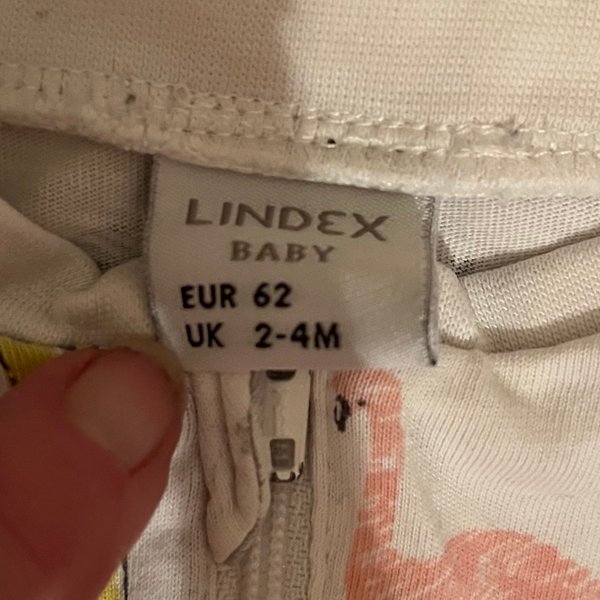 LINDEX
BABY
EUR 62
UK 2-4M